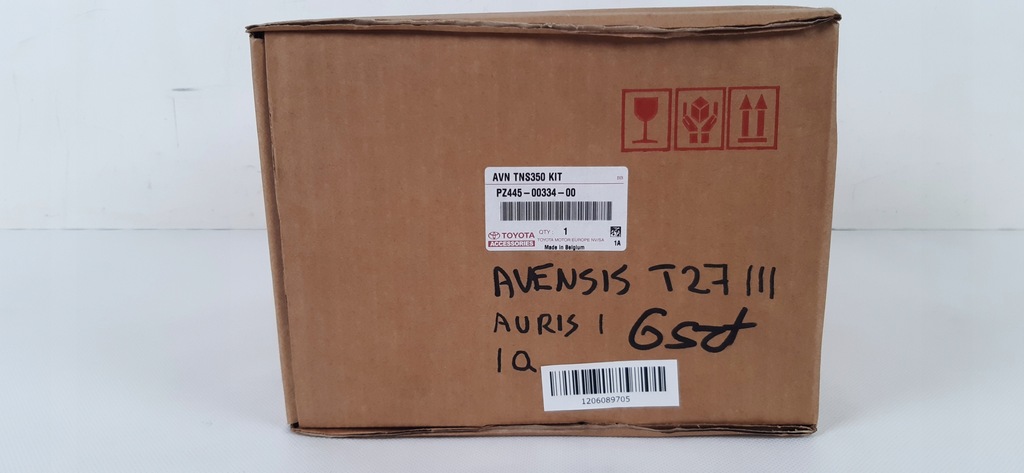 AVN TNS350 KIT
PZ445-00334-00
TOYOTA
ACCESSORIES
QTY: 1
TOYOTA MOTOR EUROPE NV/SA
Made in Belgium
1A
AVENSIS T27 III
AURIS I
IQ
1206089705